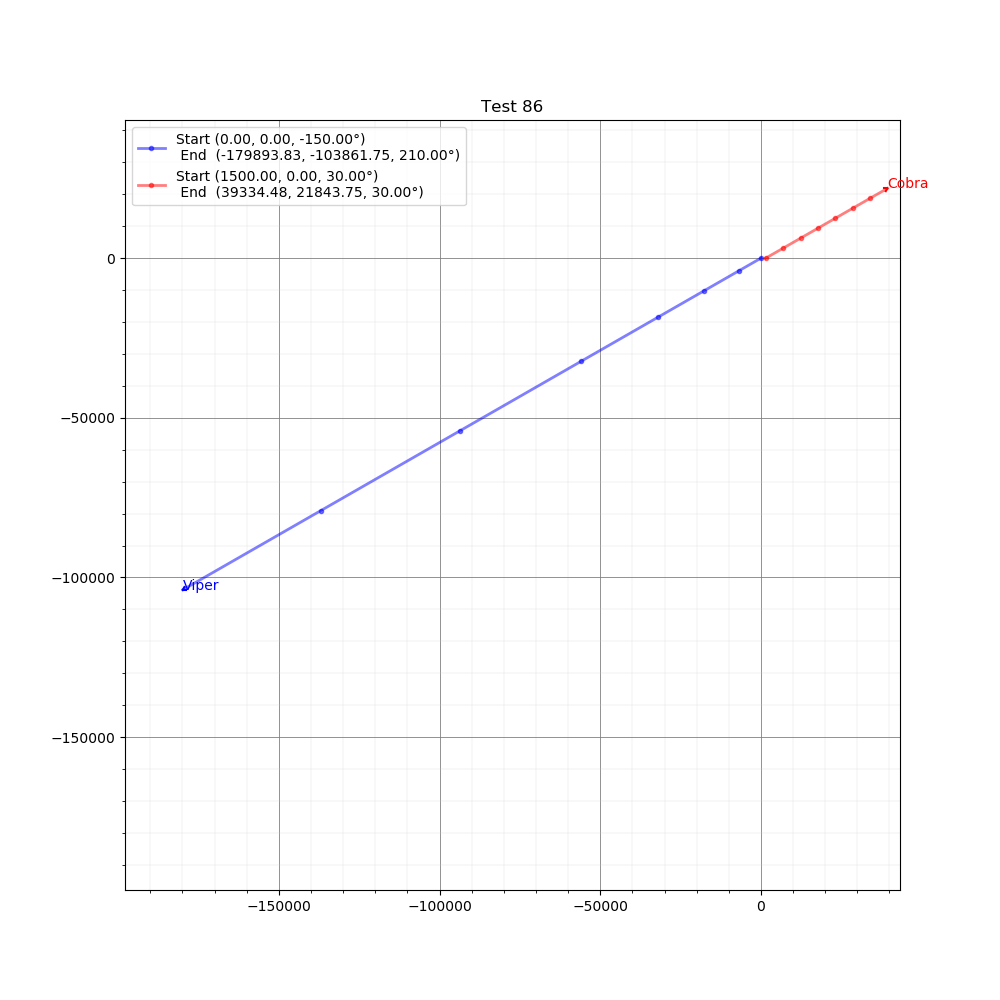 Test 86
Start (0.00, 0.00, -150.00°)
End  (-179893.83, -103861.75, 210.00°)
Start (1500.00, 0.00, 30.00°)
End  (39334.48, 21843.75, 30.00°)
Cobra
0
−50000
−100000
Viper
−150000
−150000
−100000
−50000
0